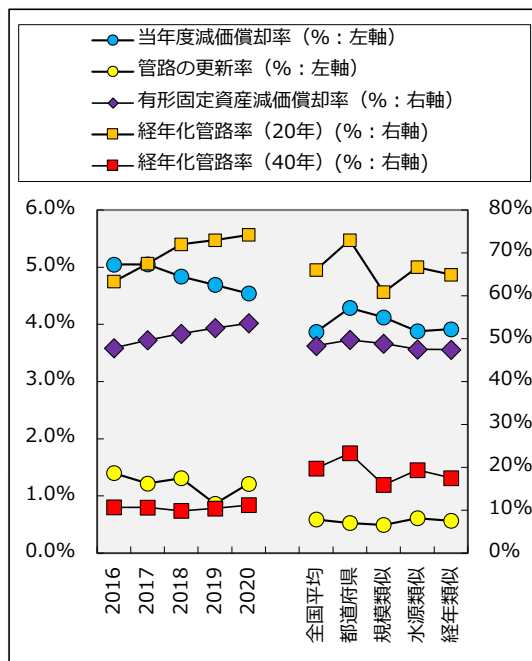 当年度減価償却率（%：左軸）
管路の更新率（%：左軸）
有形固定資産減価償却率（%：右軸）
経年化管路率（20年）(%：右軸)
経年化管路率（40年）(%：右軸)
6.0%
5.0%
4.0%
3.0%
2.0%
1.0%
0.0%
80%
70%
60%
50%
40%
30%
20%
10%
0%
2016
2017
2018
2019
2020
全国平均
都道府県
規模類似
水源類似
経年類似